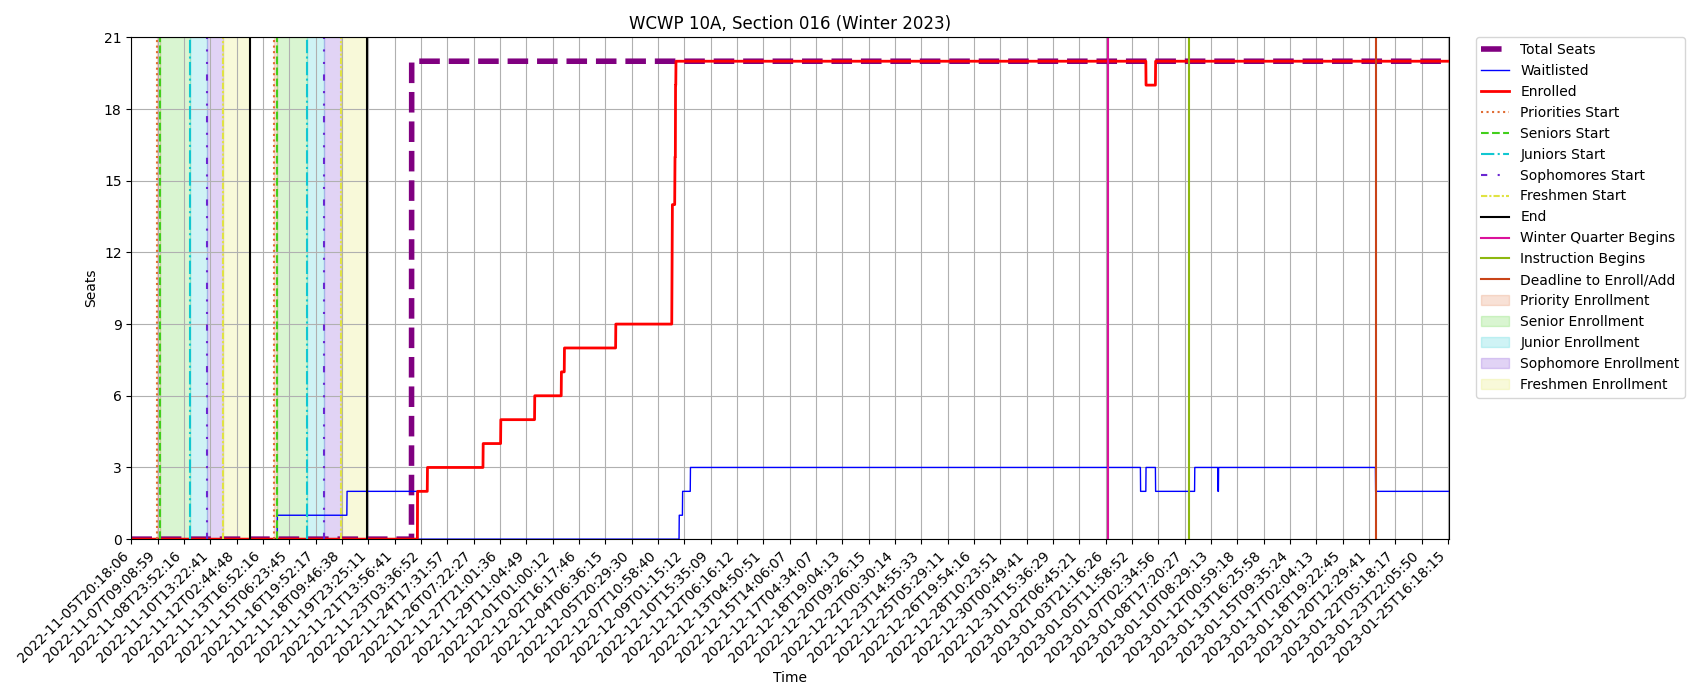 WCWP 10A, Section 016 (Winter 2023)
Seats
21
18
15
12
9
6
3
0
2022-11-05T20:18:06
2022-11-07T09:08:59
2022-11-08T23:52:16
2022-11-10T13:22:41
2022-11-12T02:44:48
2022-11-13T16:52:16
2022-11-15T06:23:45
2022-11-16T19:52:17
2022-11-18T09:46:38
2022-11-19T23:25:11
2022-11-21T13:56:41
2022-11-23T03:36:52
2022-11-24T17:31:57
2022-11-26T07:22:27
2022-11-27T21:01:36
2022-11-29T11:04:49
2022-12-01T01:00:12
2022-12-02T16:17:46
2022-12-04T06:36:15
2022-12-05T20:29:30
2022-12-07T10:58:40
2022-12-09T01:15:12
2022-12-10T15:35:09
2022-12-12T06:16:12
2022-12-13T04:50:51
2022-12-15T14:06:07
2022-12-17T04:34:07
2022-12-18T19:04:13
2022-12-20T09:26:15
2022-12-22T00:30:14
2022-12-23T14:55:33
2022-12-25T05:29:11
2022-12-26T19:54:16
2022-12-28T10:23:51
2022-12-30T00:49:41
2022-12-31T15:36:29
2023-01-02T06:45:21
2023-01-03T21:16:26
2023-01-05T11:58:52
2023-01-07T02:34:56
2023-01-08T17:20:27
2023-01-10T08:29:13
2023-01-12T00:59:18
2023-01-13T16:25:58
2023-01-15T09:35:24
2023-01-17T02:04:13
2023-01-18T19:22:45
2023-01-20T12:29:41
2023-01-22T05:18:17
2023-01-23T22:05:50
2023-01-25T16:18:15
Time
Total Seats
Waitlisted
Enrolled
Priorities Start
Seniors Start
Juniors Start
Sophomores Start
Freshmen Start
End
Winter Quarter Begins
Instruction Begins
Deadline to Enroll/Add
Priority Enrollment
Senior Enrollment
Junior Enrollment
Sophomore Enrollment
Freshmen Enrollment